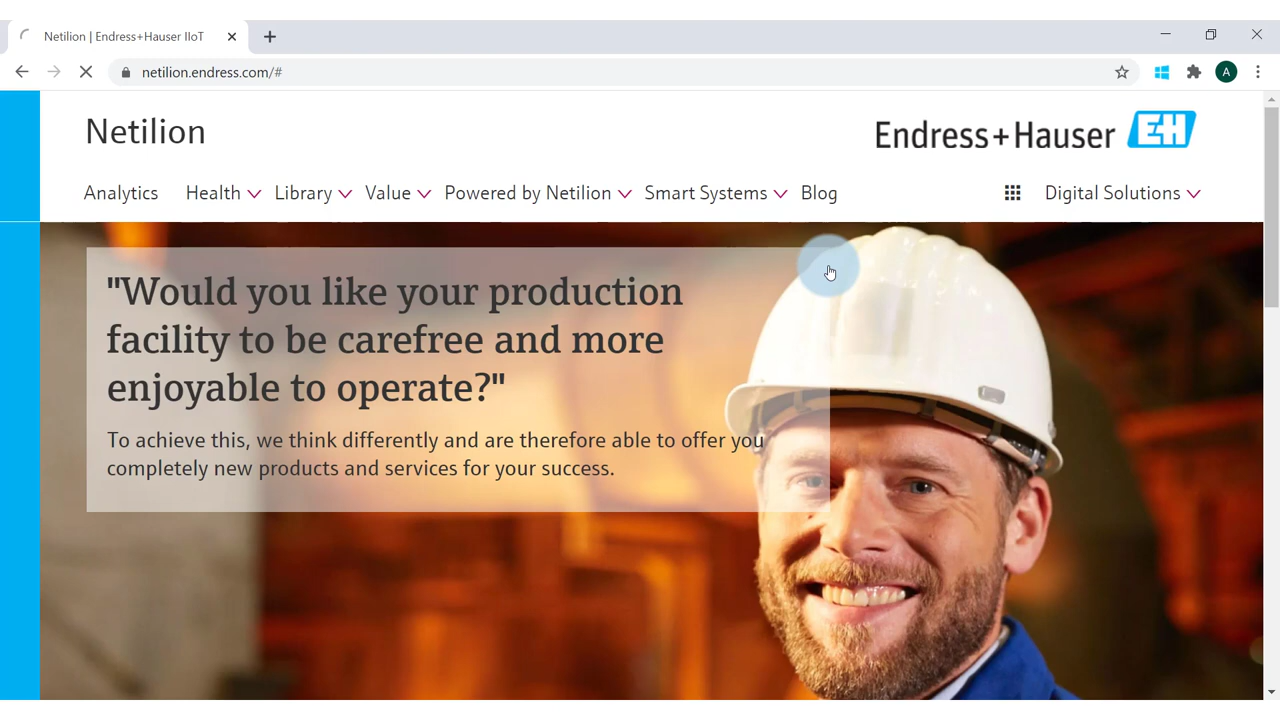 Netilion | Endress+Hauser IIoT
netilion.endress.com/#
A
Netilion
Endress+Hauser EH
Analytics Health Library Value Powered by Netilion Smart Systems Blog Digital Solutions
"Would you like your production
facility to be carefree and more
enjoyable to operate?"
To achieve this, we think differently and are therefore able to offer you
completely new products and services for your success.